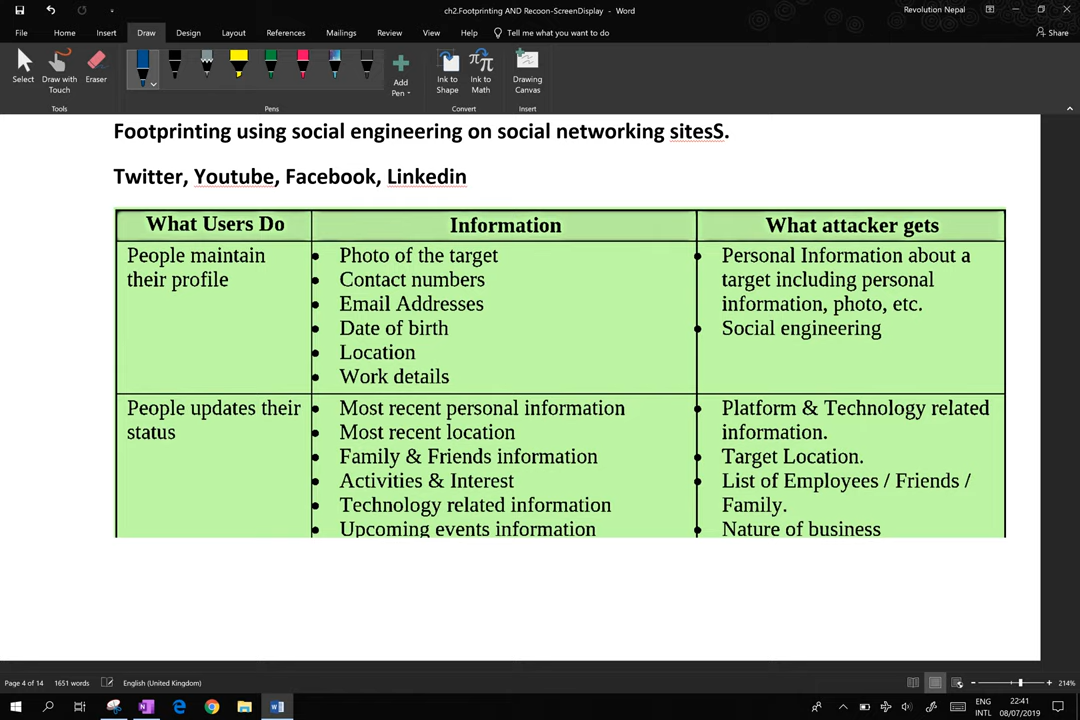 ch2.Footprinting AND Recoon-ScreenDisplay - Word
Revolution Nepal
File Home Insert Draw Design Layout References Mailings Review View Help Tell me what you want to do Share
Select Draw with Touch Eraser Add Pen Ink to Shape Ink to Math Drawing Canvas
Tools Pens Convert Insert
Footprinting using social engineering on social networking sitesS.
Twitter, Youtube, Facebook, Linkedin
What Users Do Information What attacker gets
People maintain their profile
Photo of the target
Contact numbers
Email Addresses
Date of birth
Location
Work details
Personal Information about a
target including personal
information, photo, etc.
Social engineering
People updates their
status
Most recent personal information
Most recent location
Family & Friends information
Activities & Interest
Technology related information
Upcoming events information
Platform & Technology related
information.
Target Location.
List of Employees / Friends /
Family.
Nature of business
Page 4 of 14 1651 words English (United Kingdom) 214%
ENG 22:41
INTL 08/07/2019